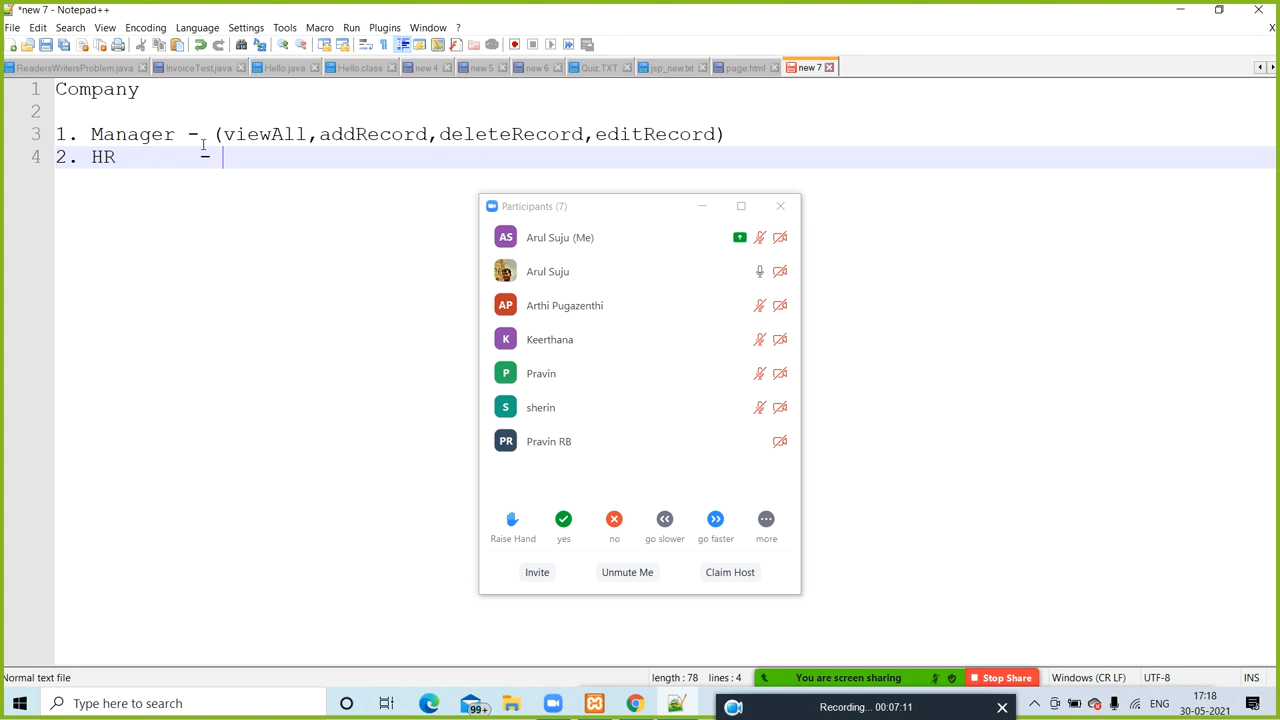 *new 7 - Notepad++
File Edit Search View Encoding Language Settings Tools Macro Run Plugins Window ? X
ReadersWritersProblem.java InvoiceTest.java Hello.java Hello.class new 4 new 5 new 6 Quiz.TXT jsp_new.txt page.html new 7
1 Company
2
3 1. Manager - (viewAll,addRecord,deleteRecord,editRecord)
4 2. HR -
Participants (7)
AS Arul Suju (Me)
Arul Suju
AP Arthi Pugazenthi
K Keerthana
P Pravin
S sherin
PR Pravin RB
Raise Hand yes no go slower go faster more
Invite Unmute Me Claim Host
Normal text file length : 78 lines : 4 You are screen sharing Stop Share Windows (CR LF) UTF-8 INS
Type here to search 99+ Recording... 00:07:11 ENG 17:18
30-05-2021